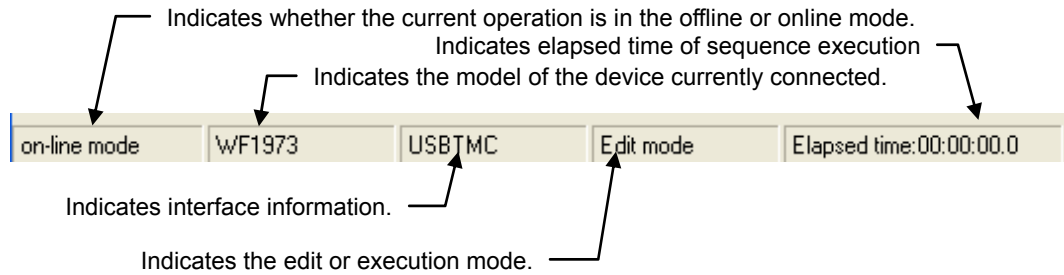 Indicates whether the current operation is in the offline or online mode.
Indicates elapsed time of sequence execution
Indicates the model of the device currently connected.
on-line mode WF1973 USBTMC Edit mode Elapsed time:00:00:00.0
Indicates interface information.
Indicates the edit or execution mode.